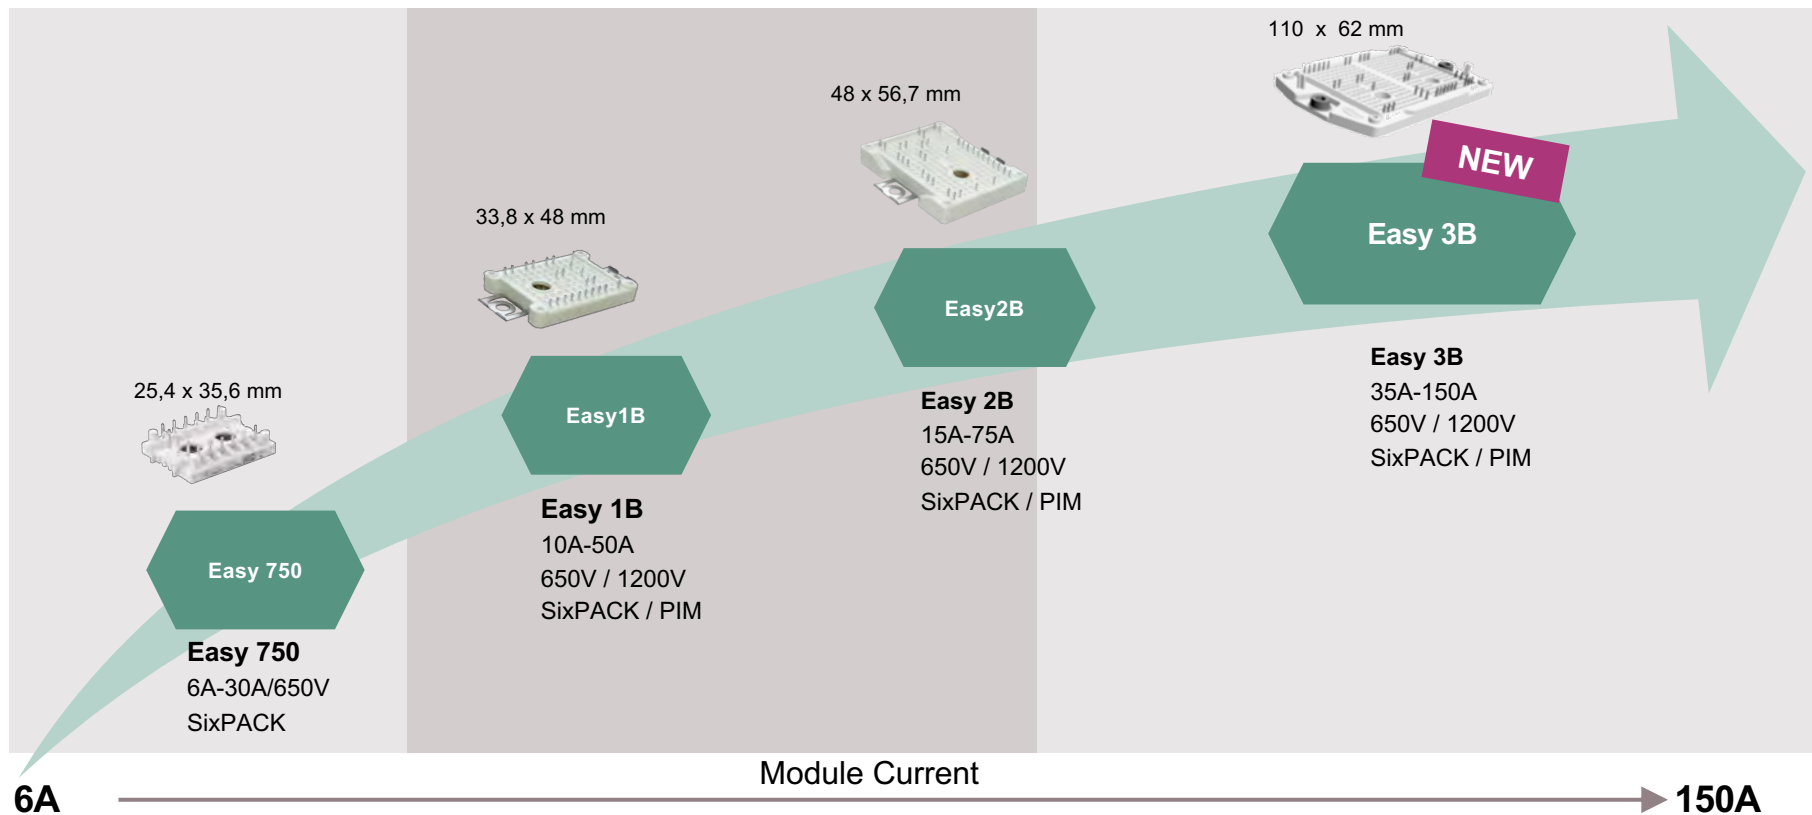 110 x 62 mm
48 x 56,7 mm
NEW
33,8 x 48 mm
Easy 3B
Easy2B
25,4 x 35,6 mm
Easy1B
Easy 3B
35A-150A
650V / 1200V
SixPACK / PIM
Easy 2B
15A-75A
650V / 1200V
SixPACK / PIM
Easy 1B
10A-50A
650V / 1200V
SixPACK / PIM
Easy 750
Easy 750
6A-30A/650V
SixPACK
Module Current
6A
150A